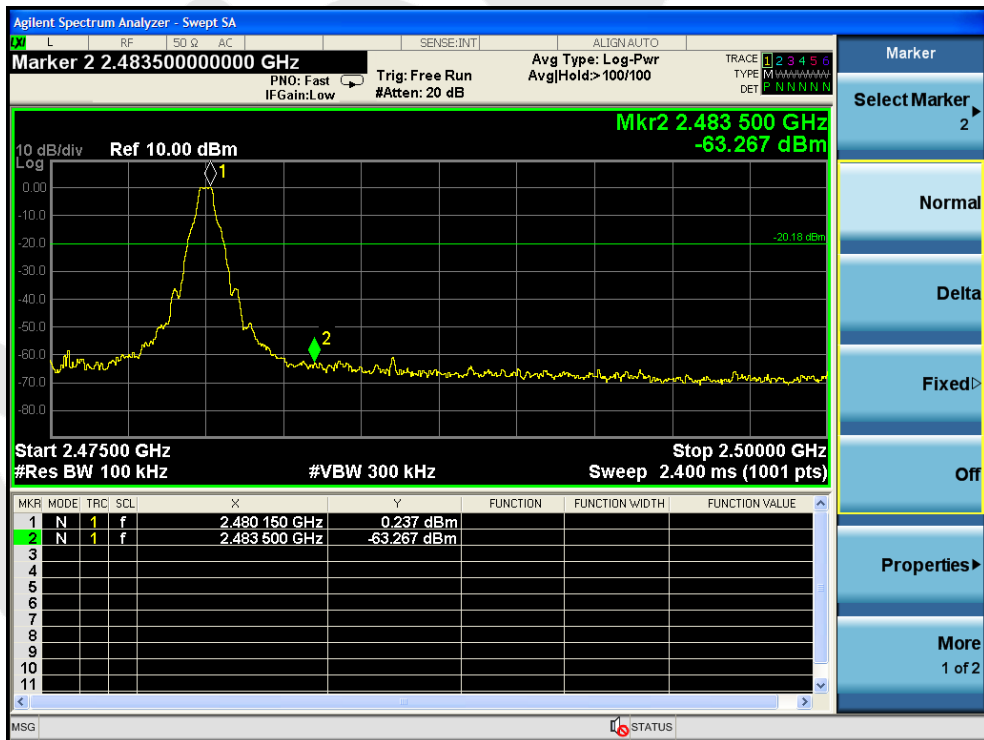 Agilent Spectrum Analyzer - Swept SA
LXI L RF 50 Ω AC SENSE:INT ALIGN AUTO
Marker 2 2.483500000000 GHz
PNO: Fast
IFGain:Low
Trig: Free Run
#Atten: 20 dB
Avg Type: Log-Pwr
Avg|Hold:> 100/100
TRACE 1 2 3 4 5 6
TYPE M WWWWW
DET P N N N N N
Mkr2 2.483 500 GHz
-63.267 dBm
10 dB/div Ref 10.00 dBm
Log
0.00
-10.0
-20.0
-30.0
-40.0
-50.0
-60.0
-70.0
-80.0
1
-20.18 dBm
2
Start 2.47500 GHz Stop 2.50000 GHz
#Res BW 100 kHz #VBW 300 kHz Sweep 2.400 ms (1001 pts)
MKR MODE TRC SCL X Y FUNCTION FUNCTION WIDTH FUNCTION VALUE
1 N 1 f 2.480 150 GHz 0.237 dBm
2 N 1 f 2.483 500 GHz -63.267 dBm
3
4
5
6
7
8
9
10
11
MSG STATUS
Marker
Select Marker
2
Normal
Delta
Fixed
Off
Properties
More
1 of 2